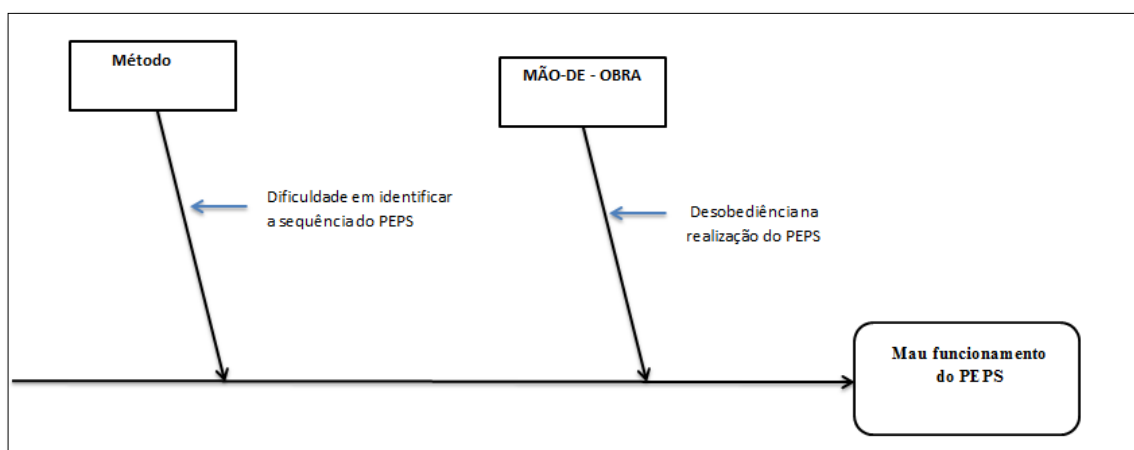 Método
MÃO-DE - OBRA
Dificuldade em identificar
a sequência do PEPS
Desobediência na
realização do PEPS
Mau funcionamento
do PEPS